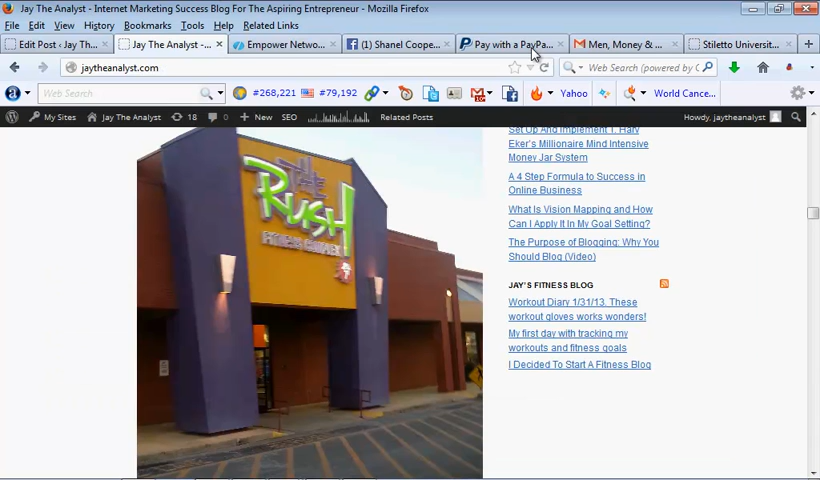 Jay The Analyst - Internet Marketing Success Blog For The Aspiring Entrepreneur - Mozilla Firefox
File Edit View History Bookmarks Tools Help Related Links
Edit Post ‹ Jay Th... Jay The Analyst -... Empower Netwo... (1) Shanel Coope... Pay with a PayPa... Men, Money & ... Stiletto Universit...
jaytheanalyst.com Web Search (powered by G
Web Search #268,221 #79,192 Yahoo World Cance...
My Sites Jay The Analyst 18 0 New SEO Related Posts Howdy, jaytheanalyst
Set Up And Implement T. Harv
Eker's Millionaire Mind Intensive
Money Jar System
A 4 Step Formula to Success in
Online Business
What Is Vision Mapping and How
Can I Apply It In My Goal Setting?
The Purpose of Blogging: Why You
Should Blog (Video)
JAY'S FITNESS BLOG
Workout Diary 1/31/13. These
workout gloves works wonders!
My first day with tracking my
workouts and fitness goals
I Decided To Start A Fitness Blog
The
RUSH
FITNESS COMPLEX